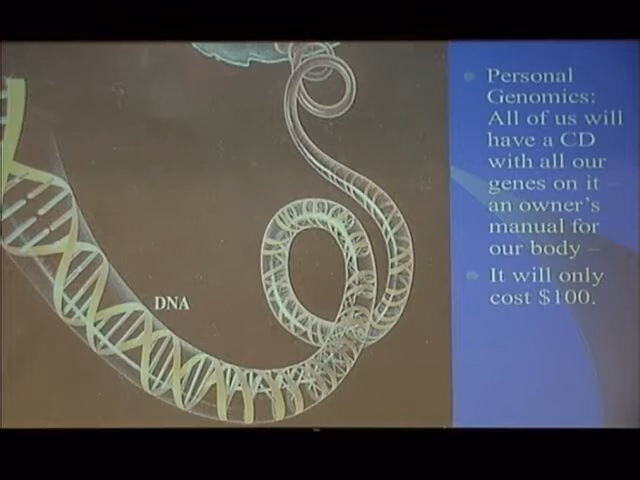 Personal
Genomics:
All of us will
have a CD
with all our
genes on it –
an owner's
manual for
our body –
It will only
cost $100.
DNA